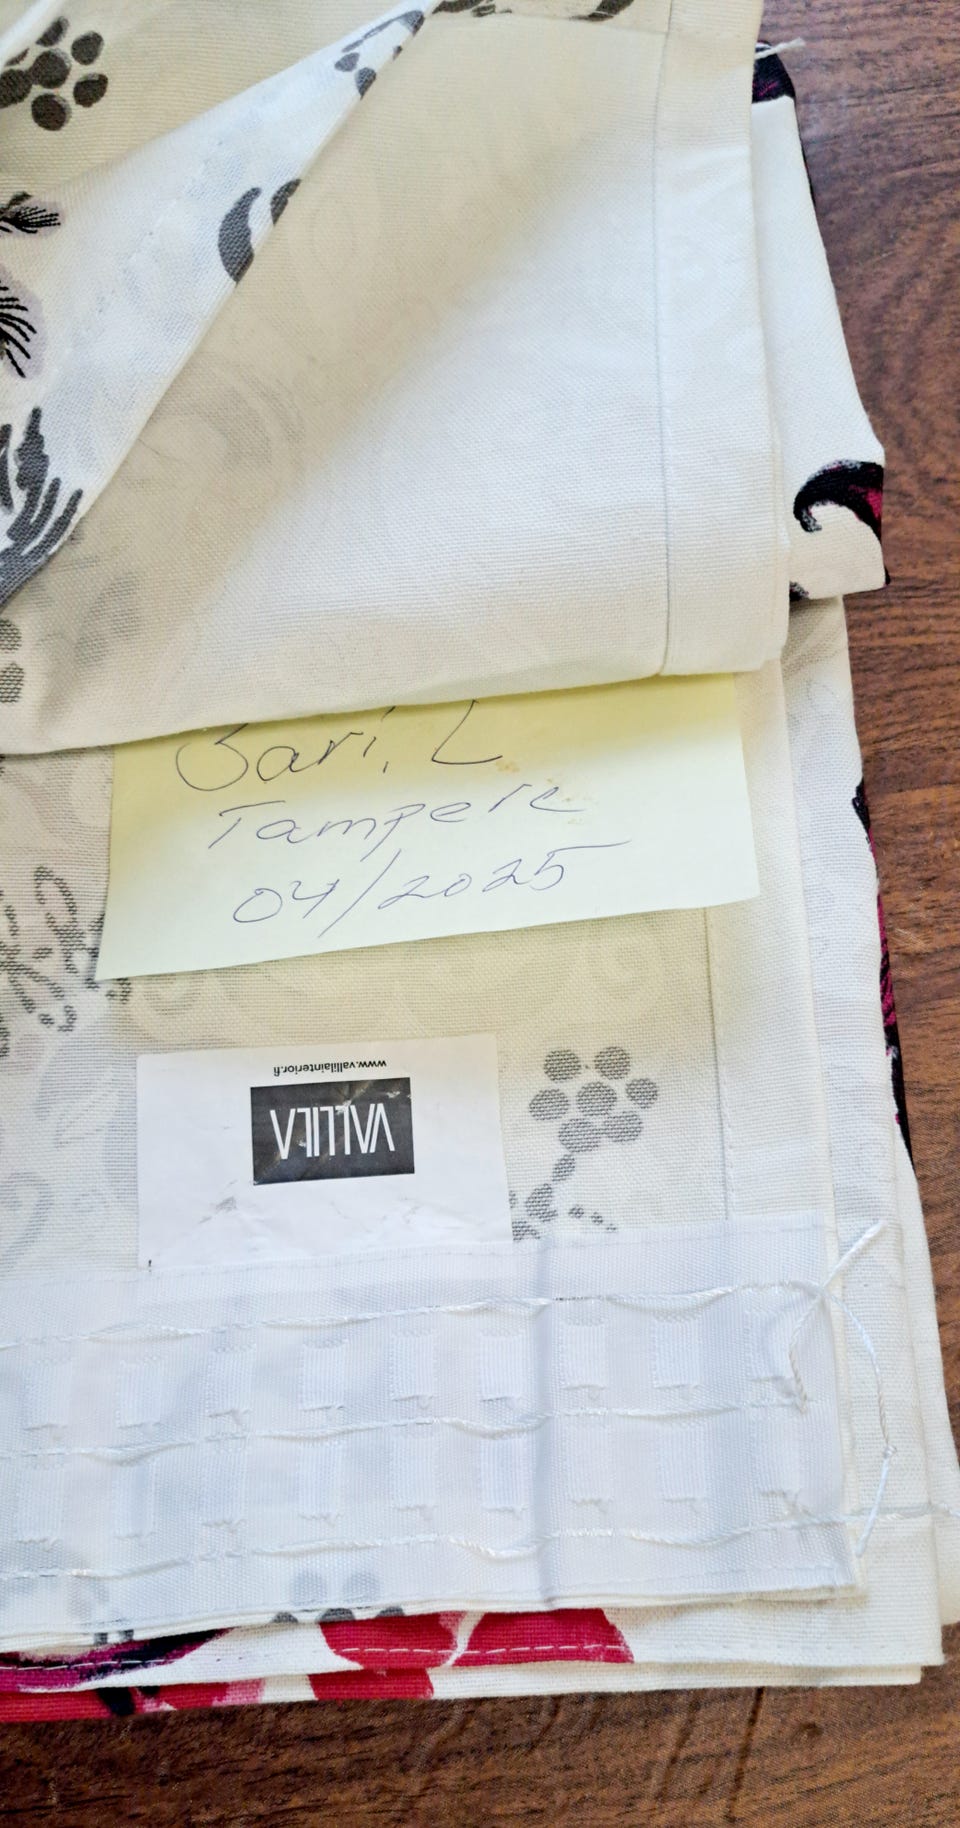 Sari, L
Tampere
04/2025
www.vallilainterior.fi
VALLILA